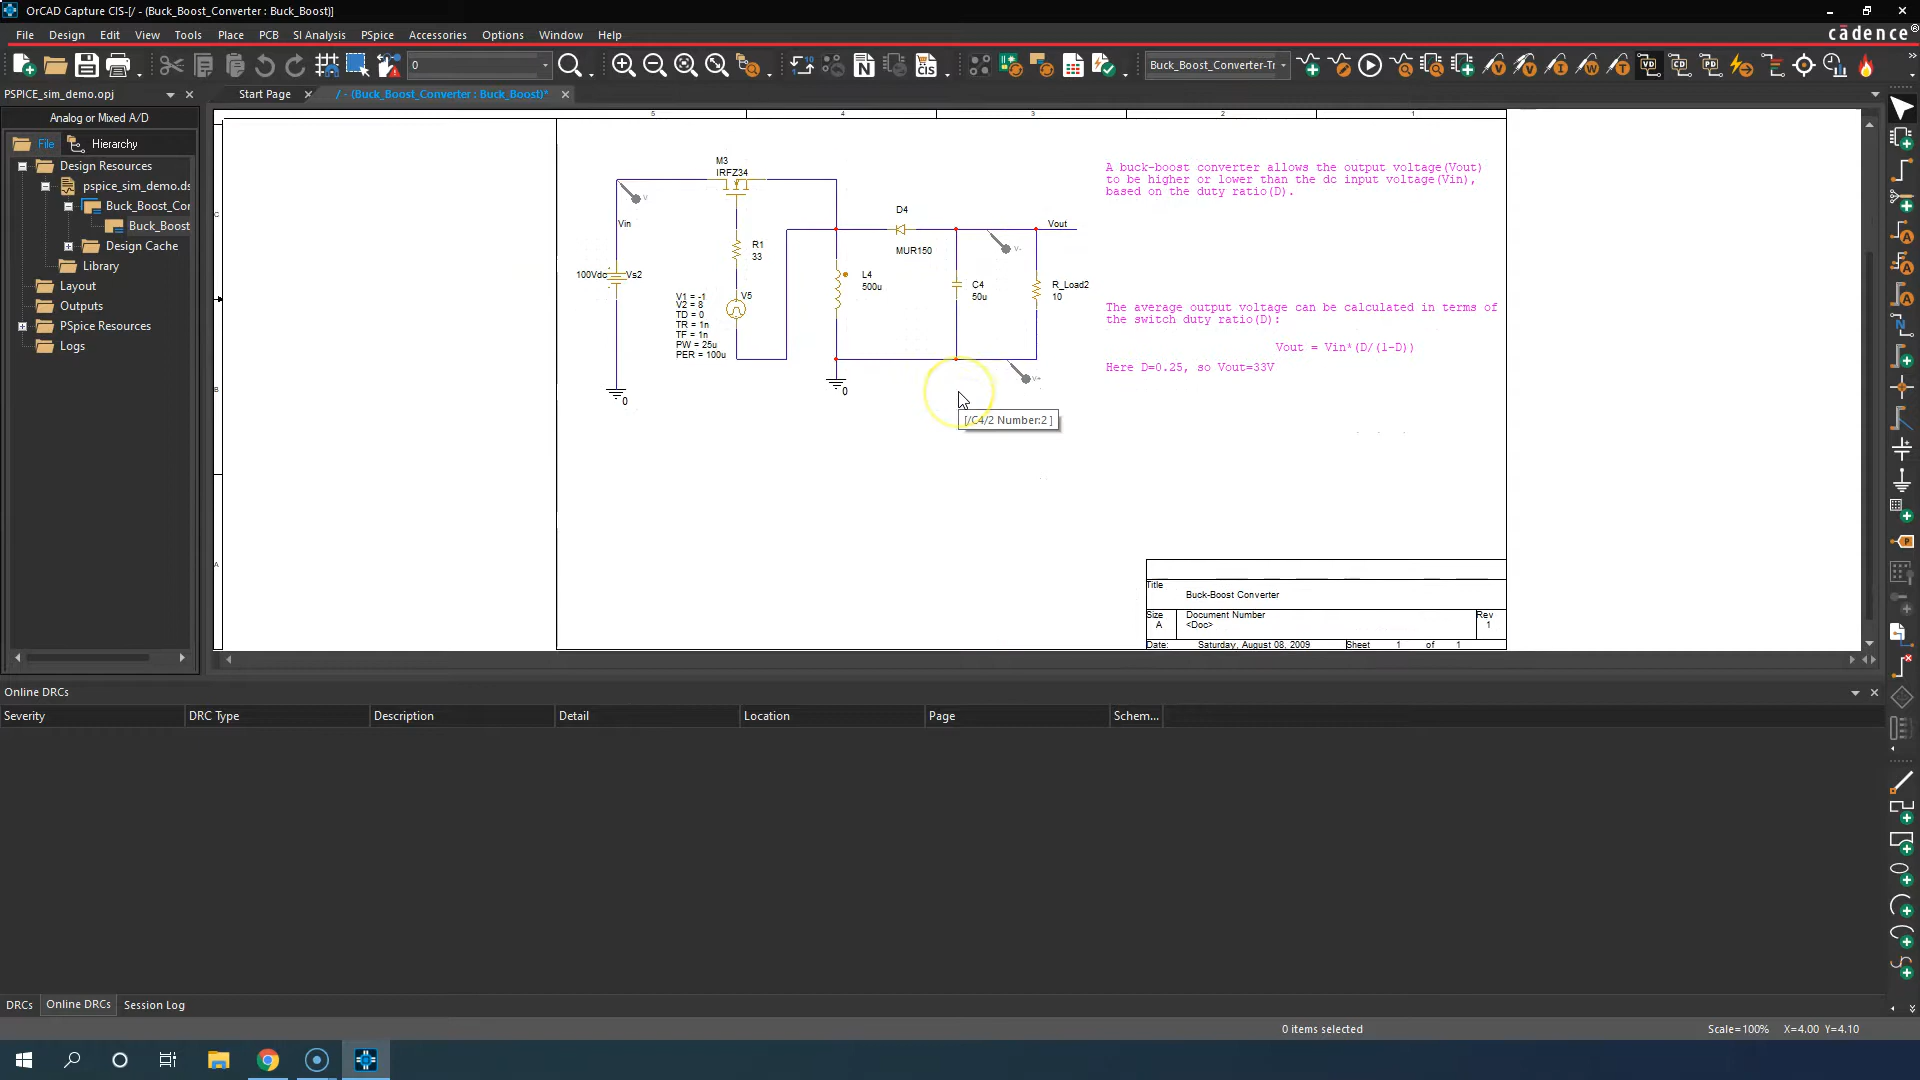 OrCAD Capture CIS-[/ - (Buck_Boost_Converter : Buck_Boost)]
File Design Edit View Tools Place PCB SI Analysis PSpice Accessories Options Window Help
cadence®
0
Buck_Boost_Converter-Tr
PSPICE_sim_demo.opj
Start Page
/ - (Buck_Boost_Converter : Buck_Boost)*
Analog or Mixed A/D
File
Hierarchy
Design Resources
pspice_sim_demo.ds
Buck_Boost_Cor
Buck_Boost
Design Cache
Library
Layout
Outputs
PSpice Resources
Logs
5 4 3 2 1
C
B
A
M3
IRFZ34
V
Vin
100Vdc
Vs2
0
R1
33
V5
V1 = -1
V2 = 8
TD = 0
TR = 1n
TF = 1n
PW = 25u
PER = 100u
L4
500u
0
D4
MUR150
C4
50u
Vout
V-
R_Load2
10
V+
[/C4/2 Number:2 ]
A buck-boost converter allows the output voltage(Vout)
to be higher or lower than the dc input voltage(Vin),
based on the duty ratio(D).
The average output voltage can be calculated in terms of
the switch duty ratio(D):
Vout = Vin*(D/(1-D))
Here D=0.25, so Vout=33V
Title
Buck-Boost Converter
Size
A
Document Number
<Doc>
Rev
1
Date:
Saturday, August 08, 2009
Sheet 1 of 1
Online DRCs
Severity DRC Type Description Detail Location Page Schem...
DRCs Online DRCs Session Log
0 items selected
Scale=100% X=4.00 Y=4.10